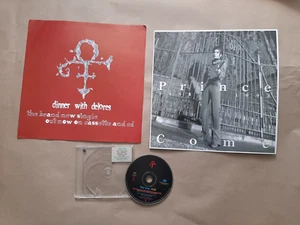 dinner with delores
the brand new single
out now on cassette and cd
Prince
Come